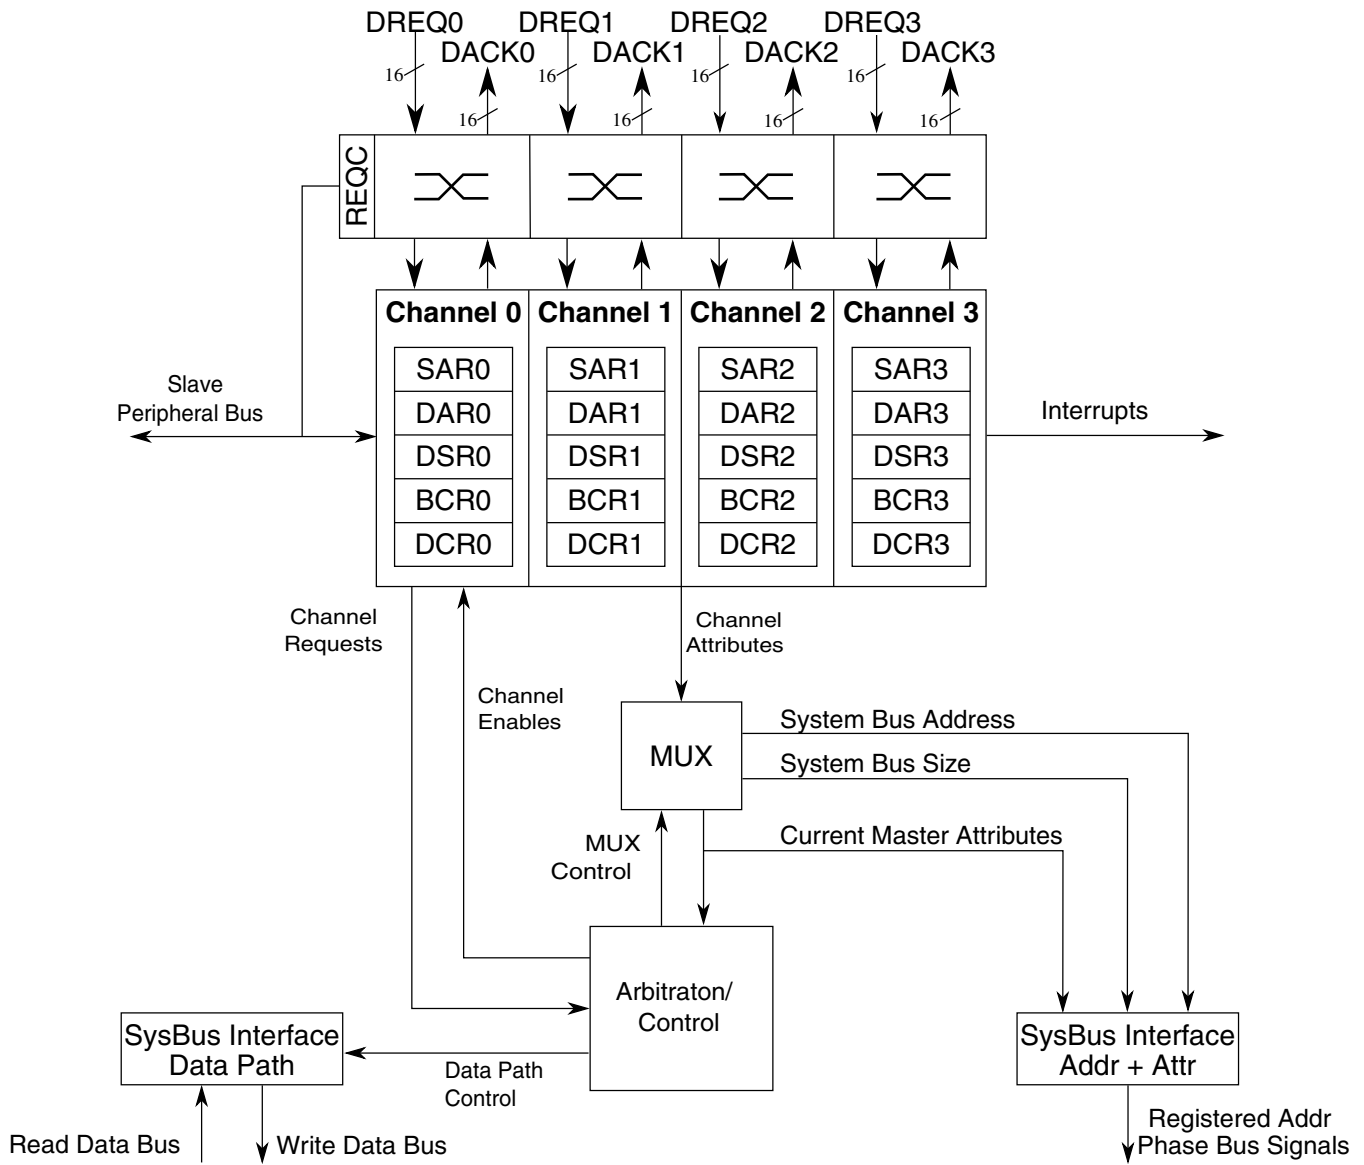 DREQ0 DREQ1 DREQ2 DREQ3
DACK0 DACK1 DACK2 DACK3
16 16 16 16
16 16 16 16
REQC
Channel 0 Channel 1 Channel 2 Channel 3
SAR0 SAR1 SAR2 SAR3
DAR0 DAR1 DAR2 DAR3
DSR0 DSR1 DSR2 DSR3
BCR0 BCR1 BCR2 BCR3
DCR0 DCR1 DCR2 DCR3
Slave
Peripheral Bus
Interrupts
Channel
Requests
Channel
Attributes
Channel
Enables
MUX
System Bus Address
System Bus Size
Current Master Attributes
MUX
Control
Arbitraton/
Control
SysBus Interface
Data Path
Data Path
Control
SysBus Interface
Addr + Attr
Read Data Bus
Write Data Bus
Registered Addr
Phase Bus Signals